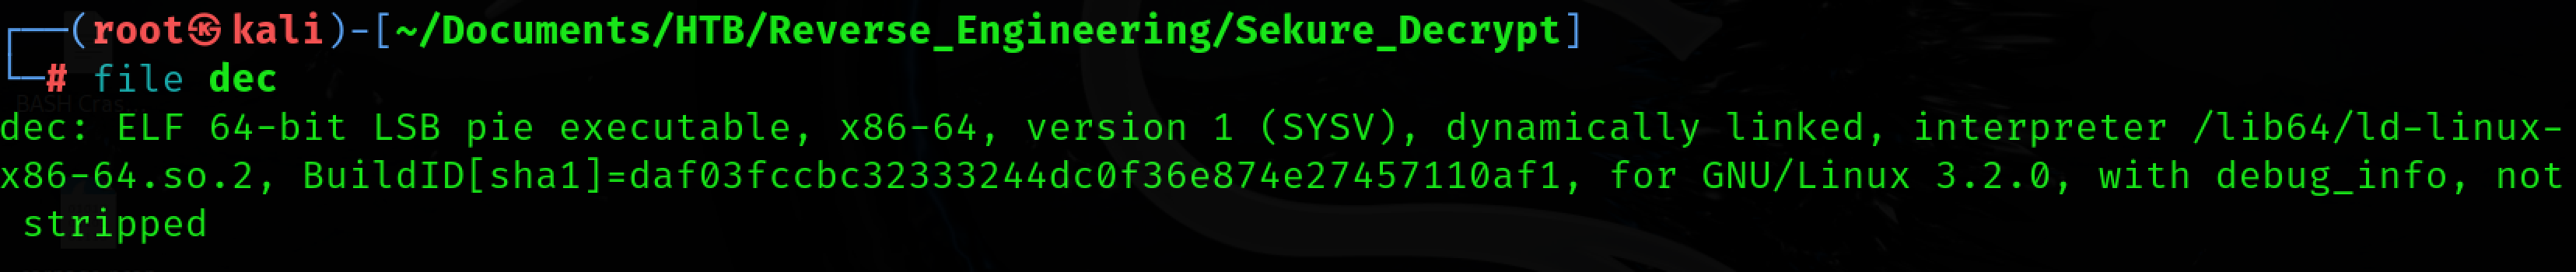 ┌──(root㉿kali)-[~/Documents/HTB/Reverse_Engineering/Sekure_Decrypt]
└─# file dec
BASH Cras...
dec: ELF 64-bit LSB pie executable, x86-64, version 1 (SYSV), dynamically linked, interpreter /lib64/ld-linux-
x86-64.so.2, BuildID[sha1]=daf03fccbc32333244dc0f36e874e27457110af1, for GNU/Linux 3.2.0, with debug_info, not
 stripped